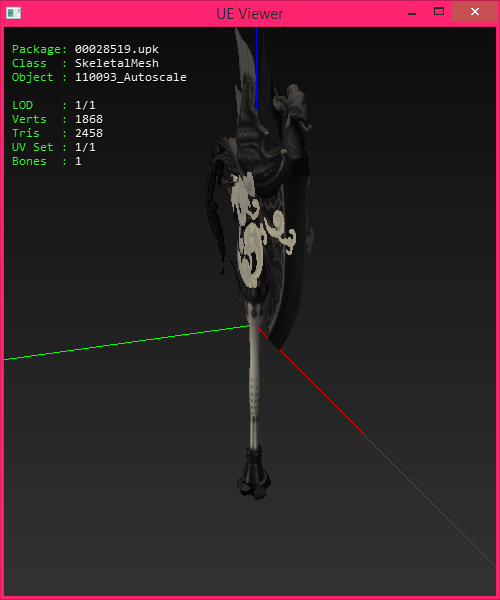 UE Viewer
Package: 00028519.upk
Class : SkeletalMesh
Object : 110093_Autoscale
LOD : 1/1
Verts : 1868
Tris : 2458
UV Set : 1/1
Bones : 1